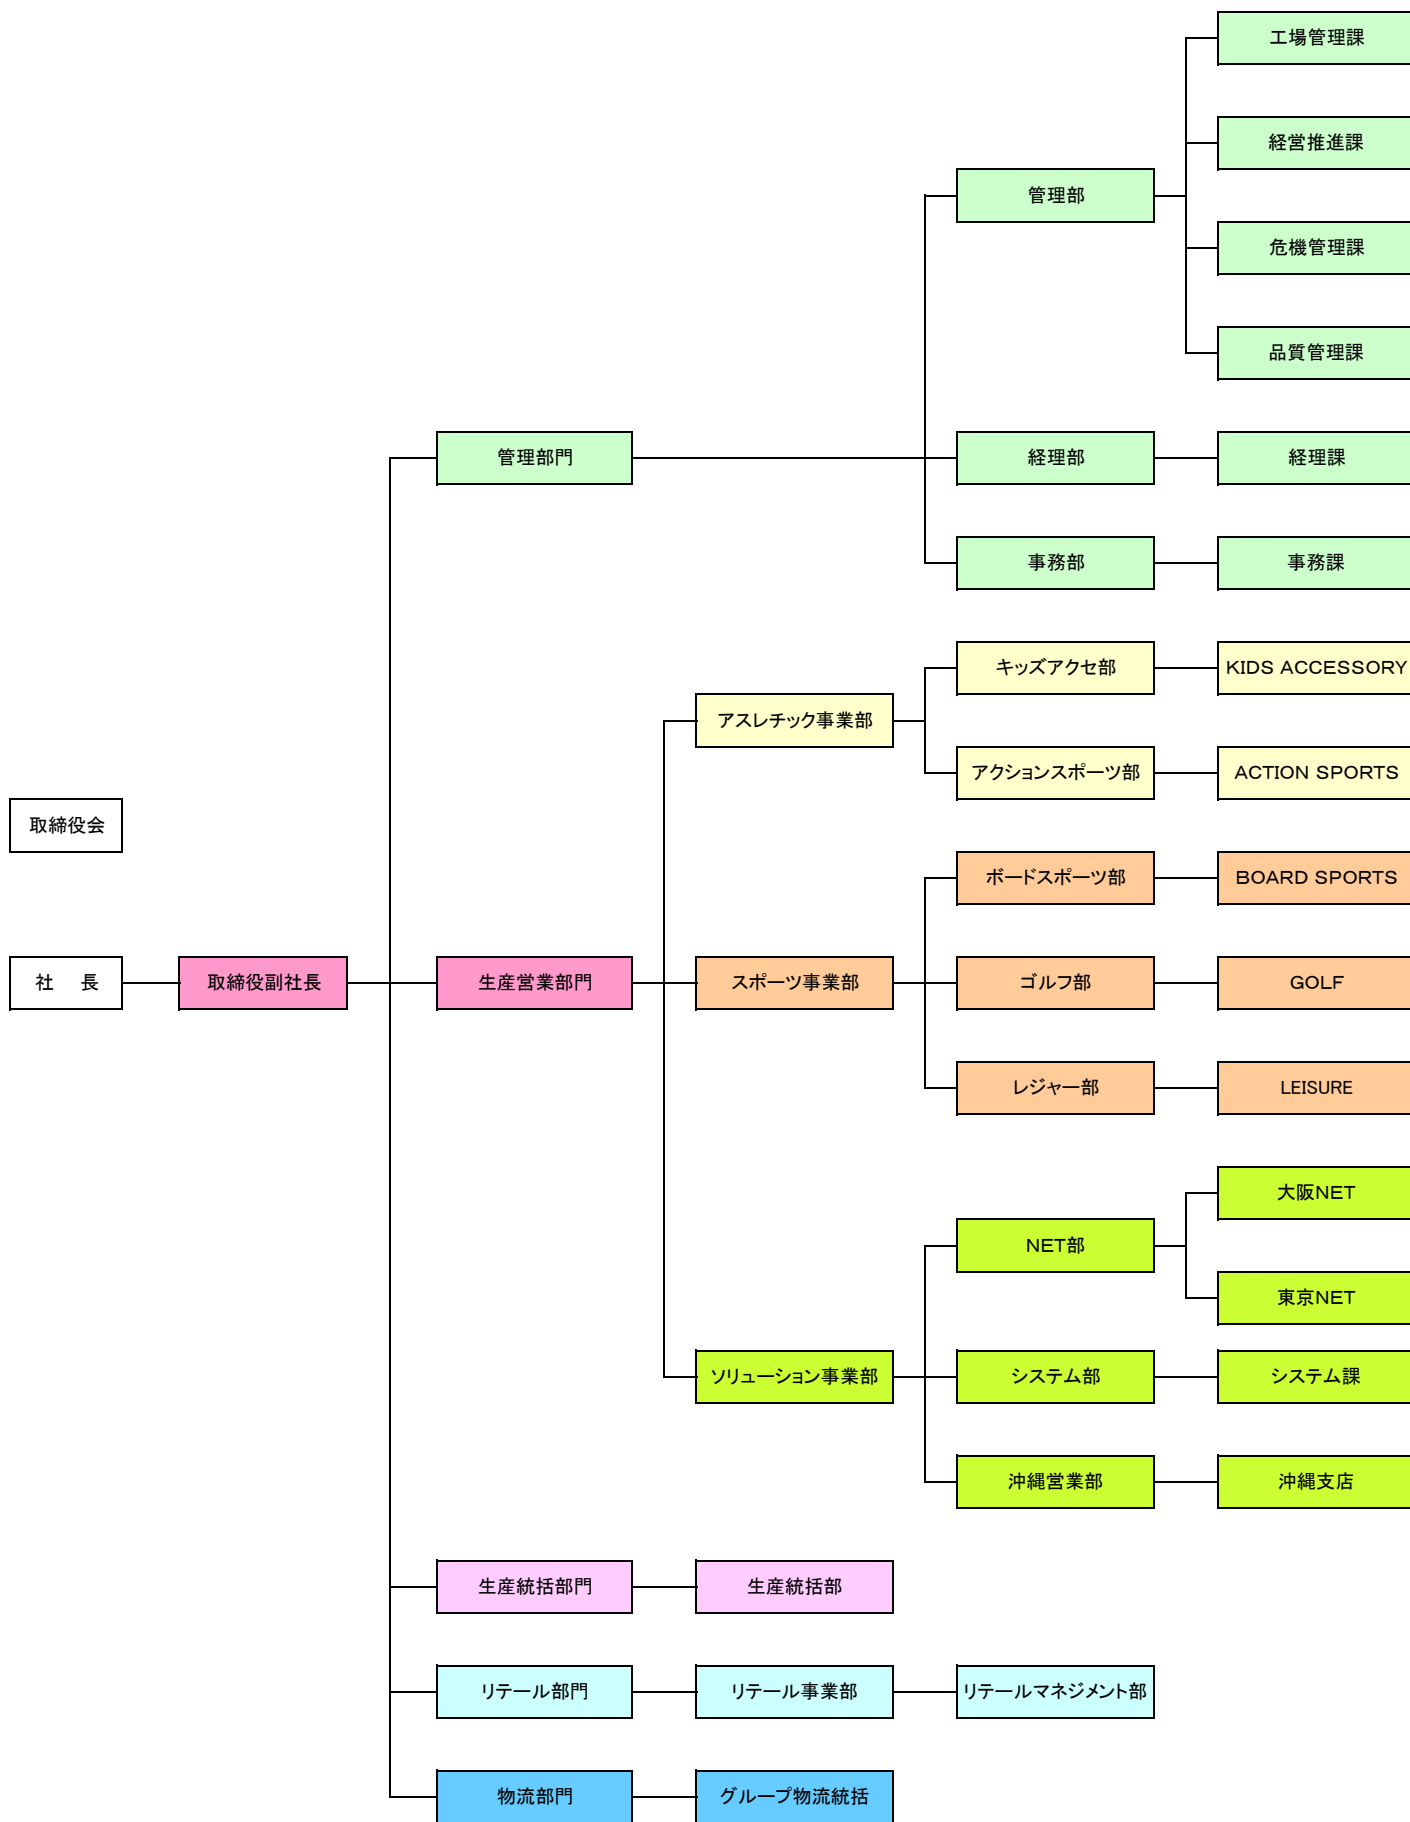 工場管理課
経営推進課
管理部
危機管理課
品質管理課
管理部門
経理部
経理課
事務部
事務課
キッズアクセ部
KIDS ACCESSORY
アスレチック事業部
アクションスポーツ部
ACTION SPORTS
取締役会
ボードスポーツ部
BOARD SPORTS
社　長
取締役副社長
生産営業部門
スポーツ事業部
ゴルフ部
GOLF
レジャー部
LEISURE
大阪NET
NET部
東京NET
ソリューション事業部
システム部
システム課
沖縄営業部
沖縄支店
生産統括部門
生産統括部
リテール部門
リテール事業部
リテールマネジメント部
物流部門
グループ物流統括